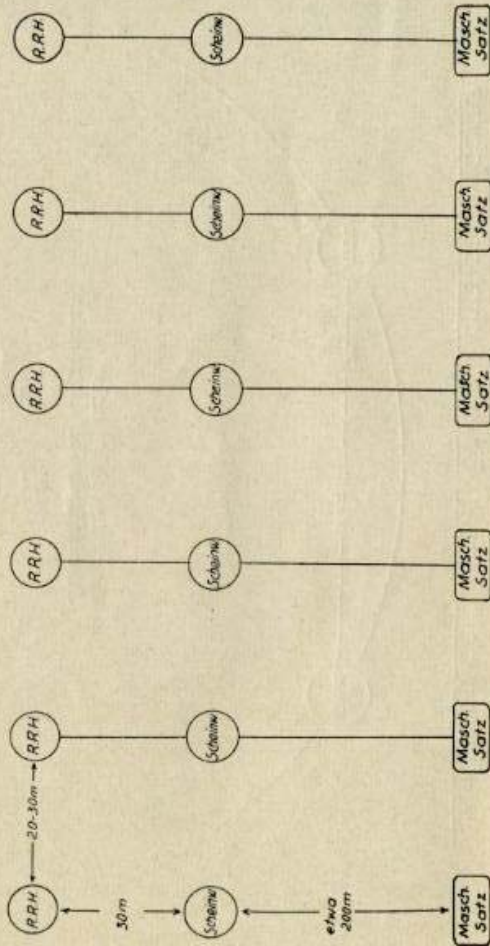 R.R.H
Scheinw
Masch.
Satz
R.R.H
Scheinw
Masch.
Satz
R.R.H
Scheinw
Masch.
Satz
R.R.H
Scheinw
Masch.
Satz
R.R.H
Scheinw
Masch.
Satz
20-30m
R.R.H
30m
Scheinw
etwa
200m
Masch.
Satz